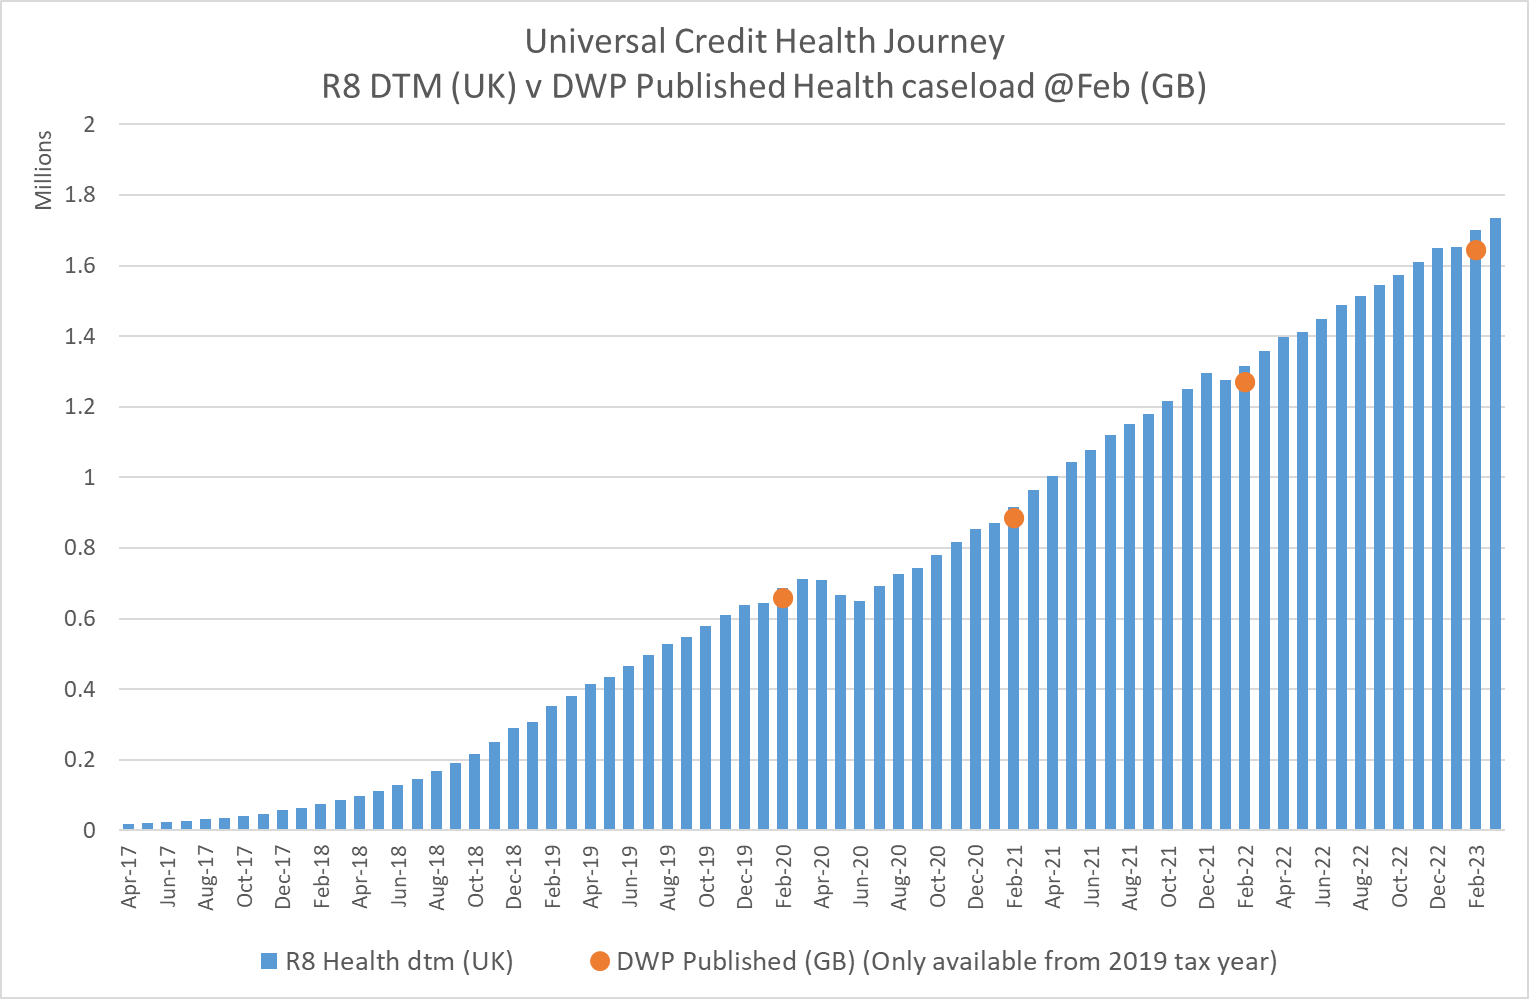 Universal Credit Health Journey
R8 DTM (UK) v DWP Published Health caseload @Feb (GB)
Millions
2
1.8
1.6
1.4
1.2
1
0.8
0.6
0.4
0.2
0
Apr-17
Jun-17
Aug-17
Oct-17
Dec-17
Feb-18
Apr-18
Jun-18
Aug-18
Oct-18
Dec-18
Feb-19
Apr-19
Jun-19
Aug-19
Oct-19
Dec-19
Feb-20
Apr-20
Jun-20
Aug-20
Oct-20
Dec-20
Feb-21
Apr-21
Jun-21
Aug-21
Oct-21
Dec-21
Feb-22
Apr-22
Jun-22
Aug-22
Oct-22
Dec-22
Feb-23
R8 Health dtm (UK)
DWP Published (GB) (Only available from 2019 tax year)